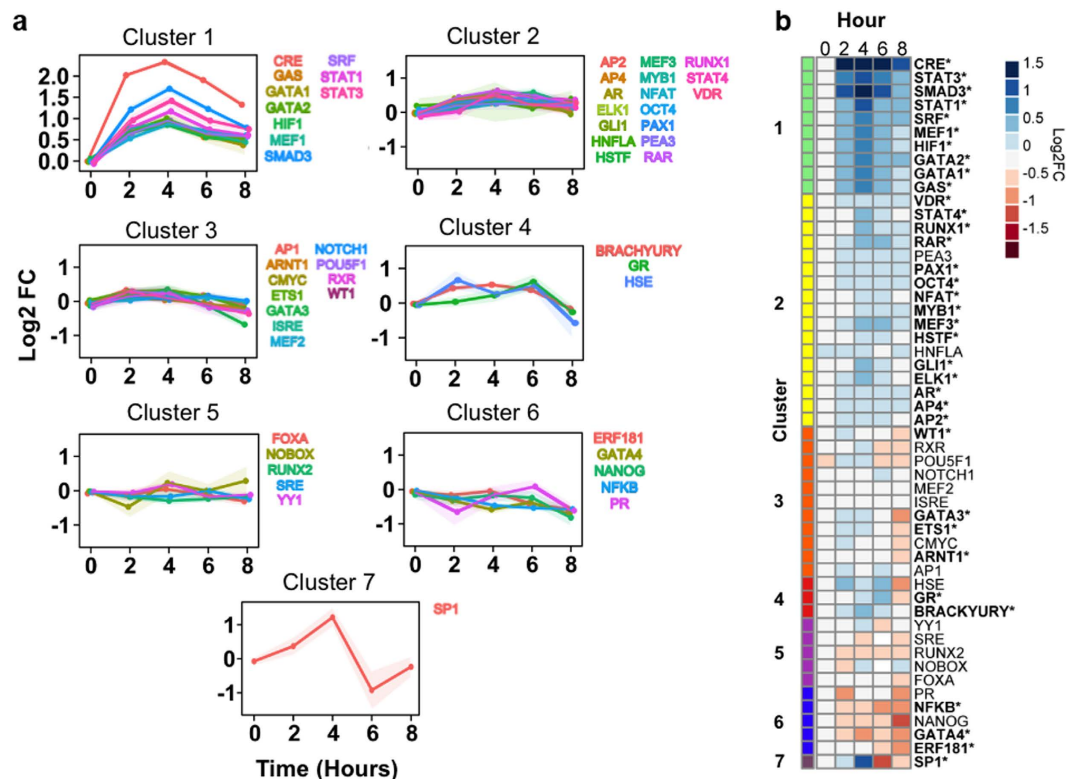 a
Cluster 1
2.0
1.5
1.0
0.5
0.0
0 2 4 6 8
CRE SRF
GAS STAT1
GATA1 STAT3
GATA2
HIF1
MEF1
SMAD3
Cluster 2
1
0
-1
0 2 4 6 8
AP2 MEF3 RUNX1
AP4 MYB1 STAT4
AR NFAT VDR
ELK1 OCT4
GLI1 PAX1
HNFLA PEA3
HSTF RAR
Cluster 3
1
0
-1
0 2 4 6 8
AP1 NOTCH1
ARNT1 POU5F1
CMYC RXR
ETS1 WT1
GATA3
ISRE
MEF2
Cluster 4
1
0
-1
0 2 4 6 8
BRACHYURY
GR
HSE
Log2 FC
Cluster 5
1
0
-1
0 2 4 6 8
FOXA
NOBOX
RUNX2
SRE
YY1
Cluster 6
1
0
-1
0 2 4 6 8
ERF181
GATA4
NANOG
NFKB
PR
Cluster 7
1
0
-1
0 2 4 6 8
SP1
Time (Hours)
b
Hour
0 2 4 6 8
CRE*
STAT3*
SMAD3*
STAT1*
SRF*
MEF1*
HIF1*
GATA2*
GATA1*
GAS*
VDR*
STAT4*
RUNX1*
RAR*
PEA3
PAX1*
OCT4*
NFAT*
MYB1*
MEF3*
HSTF*
HNFLA
GLI1*
ELK1*
AR*
AP4*
AP2*
WT1*
RXR
POU5F1
NOTCH1
MEF2
ISRE
GATA3*
ETS1*
CMYC
ARNT1*
AP1
HSE
GR*
BRACKYURY*
YY1
SRE
RUNX2
NOBOX
FOXA
PR
NFKB*
NANOG
GATA4*
ERF181*
SP1*
Cluster
1
2
3
4
5
6
7
1.5
1
0.5
0
-0.5
-1
-1.5
Log2FC